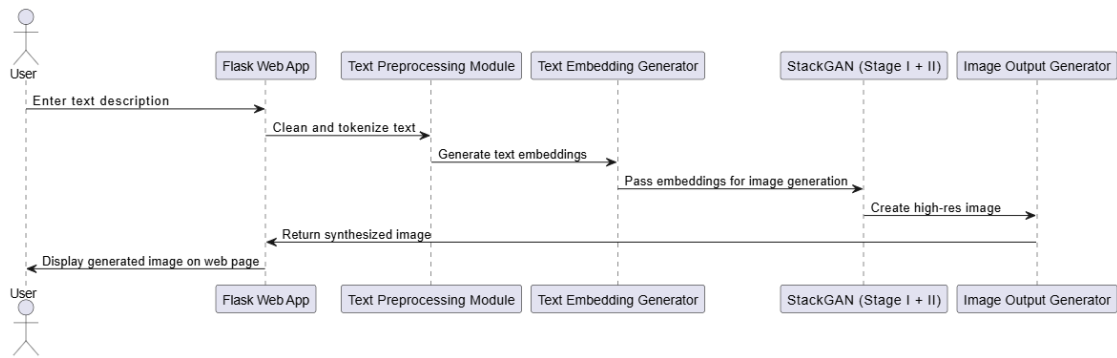 User
Flask Web App
Text Preprocessing Module
Text Embedding Generator
StackGAN (Stage I + II)
Image Output Generator
Enter text description
Clean and tokenize text
Generate text embeddings
Pass embeddings for image generation
Create high-res image
Return synthesized image
Display generated image on web page
User
Flask Web App
Text Preprocessing Module
Text Embedding Generator
StackGAN (Stage I + II)
Image Output Generator